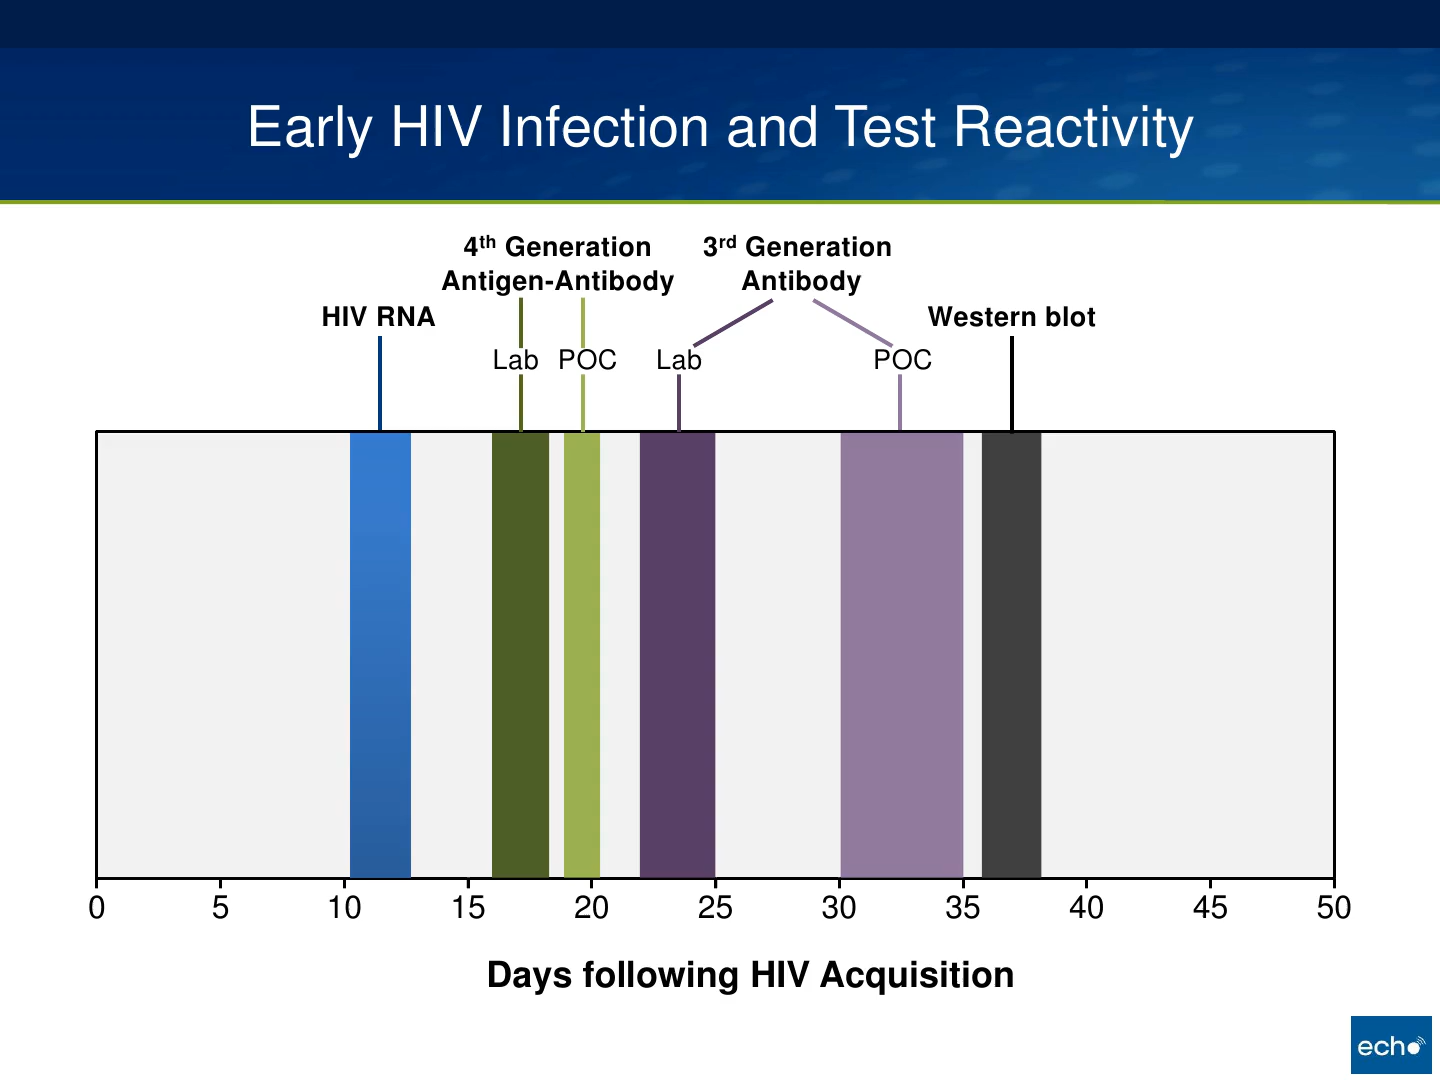 Early HIV Infection and Test Reactivity
4th Generation
Antigen-Antibody
3rd Generation
Antibody
HIV RNA
Western blot
Lab
POC
Lab
POC
0 5 10 15 20 25 30 35 40 45 50
Days following HIV Acquisition
echo